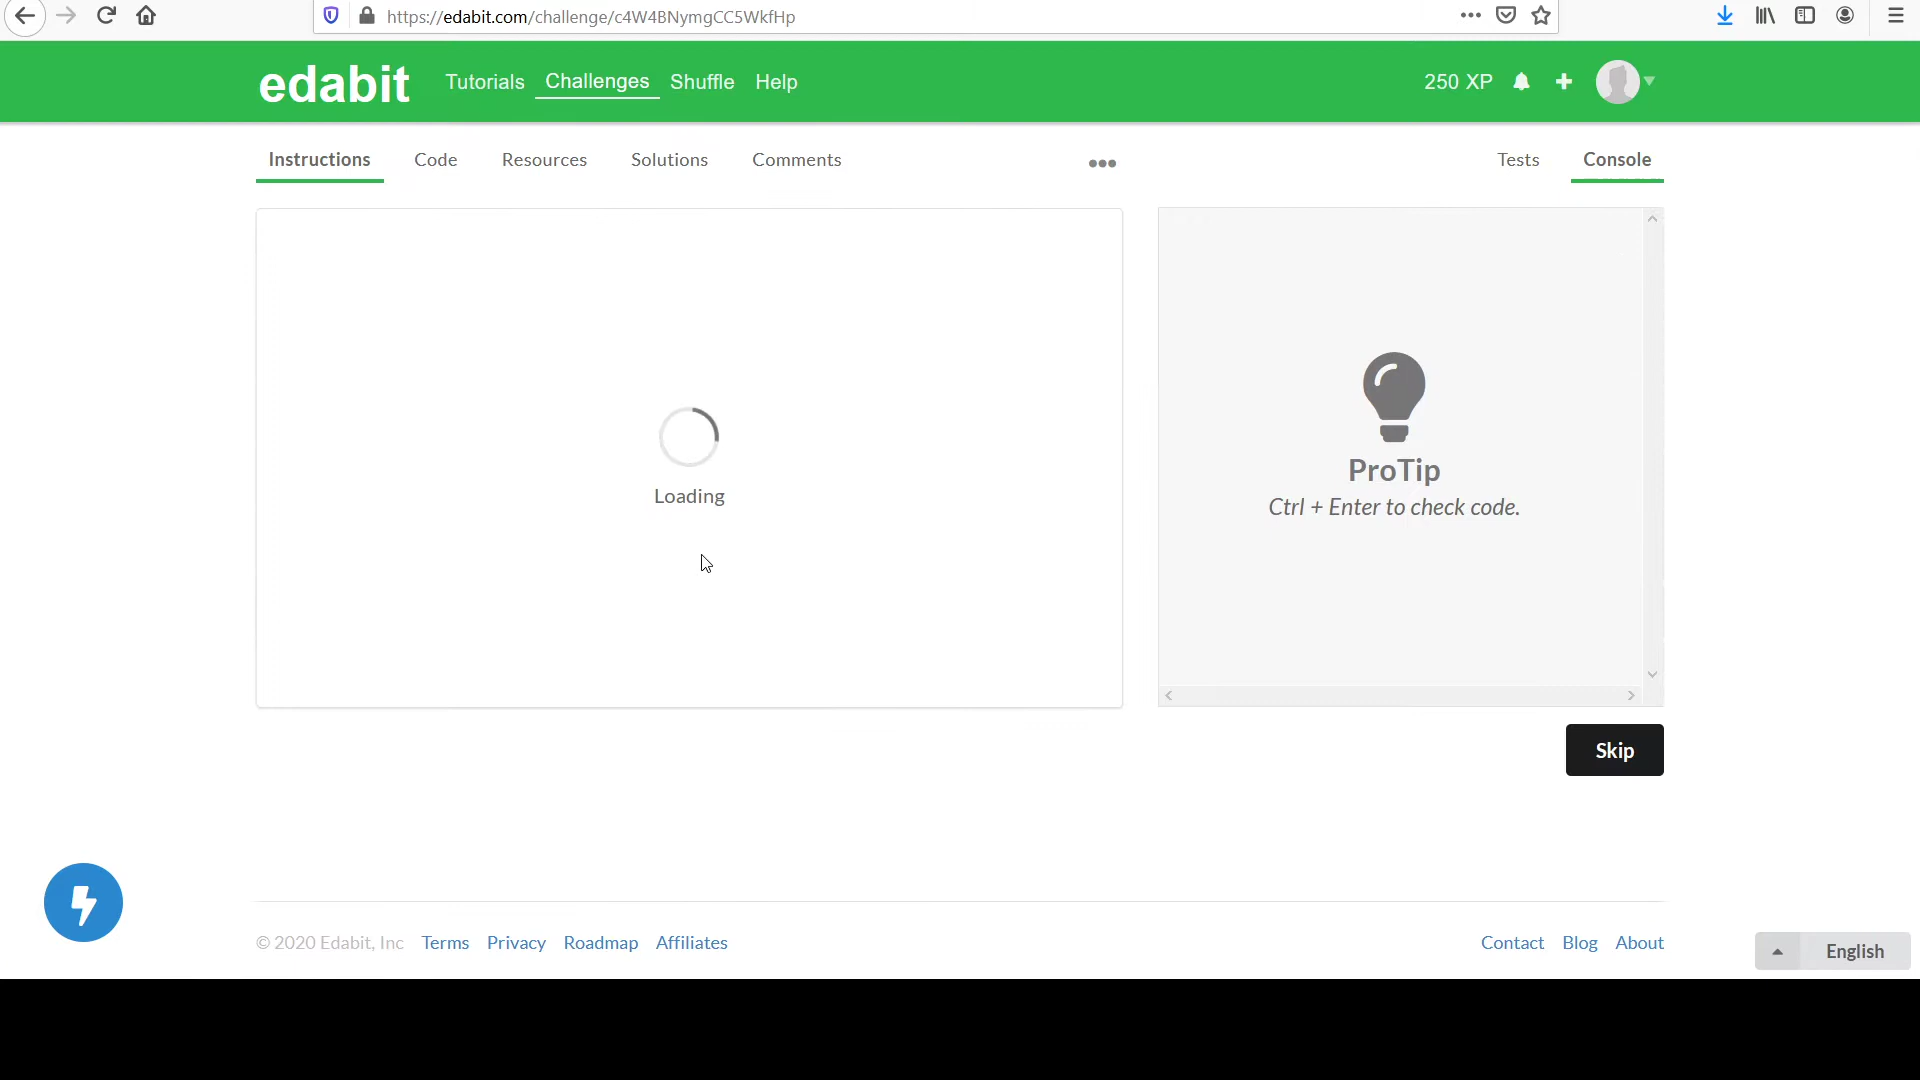 https://edabit.com/challenge/c4W4BNymgCC5WkfHp
edabit Tutorials Challenges Shuffle Help 250 XP
Instructions Code Resources Solutions Comments Tests Console
Loading
ProTip
Ctrl + Enter to check code.
Skip
© 2020 Edabit, Inc Terms Privacy Roadmap Affiliates Contact Blog About
English